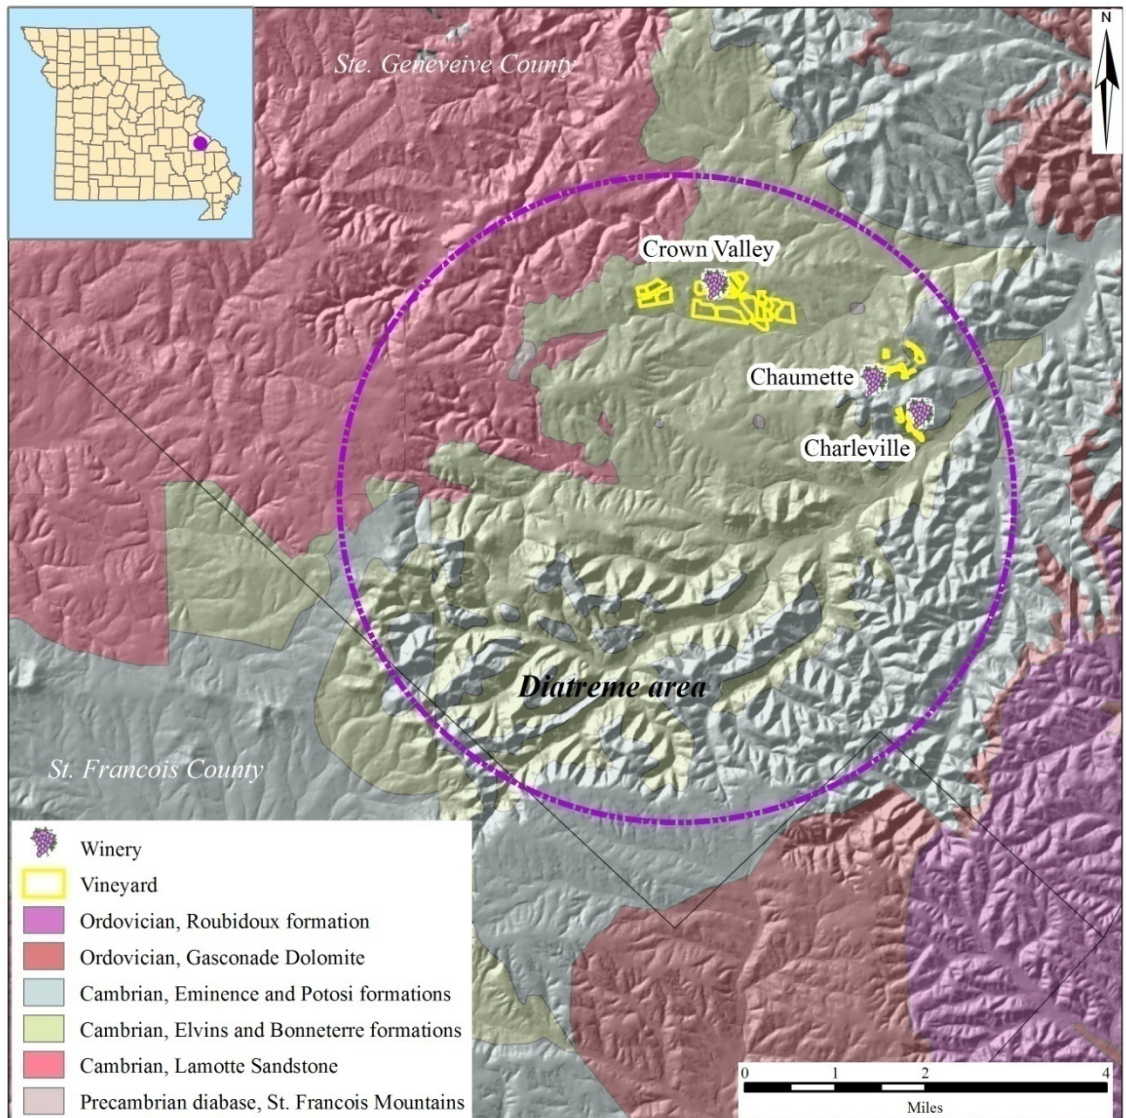 N
Ste. Geneveive County
Crown Valley
Chaumette
Charleville
Diatreme area
St. Francois County
Winery
Vineyard
Ordovician, Roubidoux formation
Ordovician, Gasconade Dolomite
Cambrian, Eminence and Potosi formations
Cambrian, Elvins and Bonneterre formations
Cambrian, Lamotte Sandstone
Precambrian diabase, St. Francois Mountains
0 1 2 4
Miles